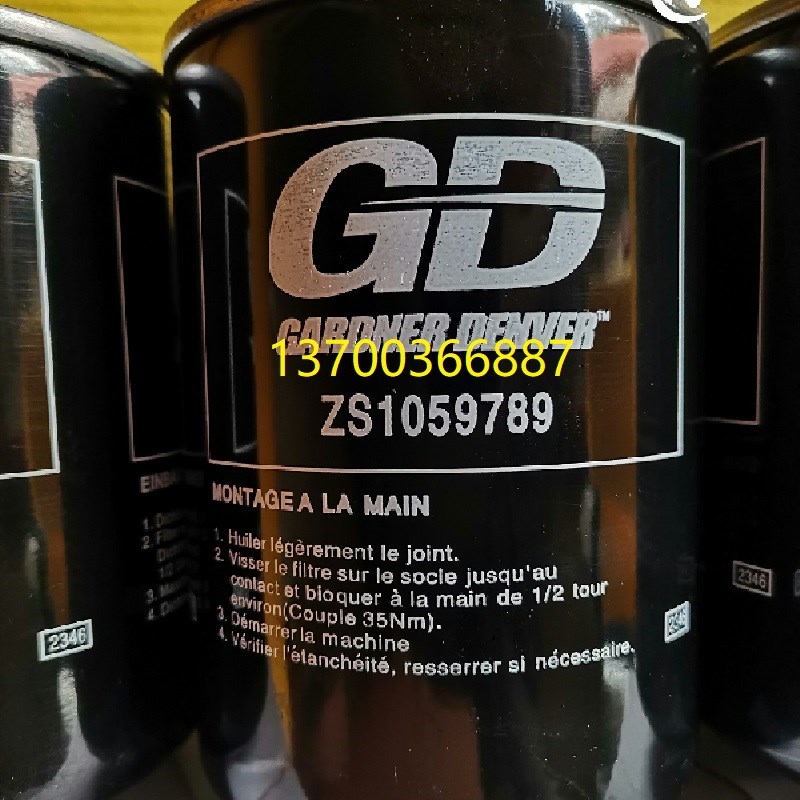 GD
GARDNER DENVER™
13700366887
ZS1059789
MONTAGE A LA MAIN
1. Huiler légèrement le joint.
2. Visser le filtre sur le socle jusqu'au
contact et bloquer à la main de 1/2 tour
environ(Couple 35Nm).
3. Démarrer la machine
4. Vérifier l'étanchéité, resserrer si nécessaire.
2346
2346
2346